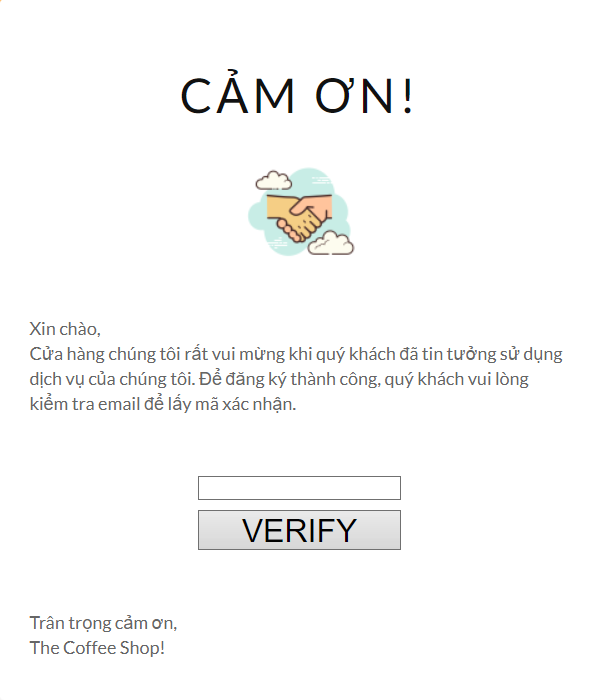 CẢM ƠN!
Xin chào,
Cửa hàng chúng tôi rất vui mừng khi quý khách đã tin tưởng sử dụng
dịch vụ của chúng tôi. Để đăng ký thành công, quý khách vui lòng
kiểm tra email để lấy mã xác nhận.
VERIFY
Trân trọng cảm ơn,
The Coffee Shop!